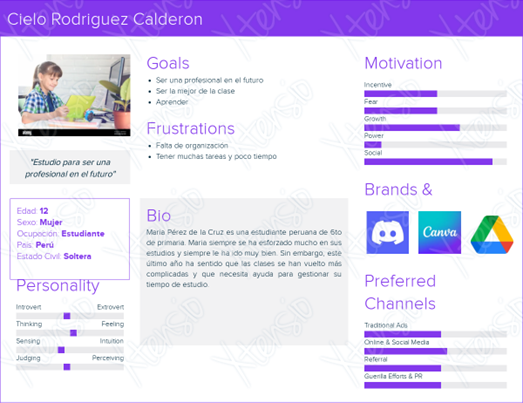 Cielo Rodriguez Calderon
"Estudio para ser una
profesional en el futuro"
Edad: 12
Sexo: Mujer
Ocupación: Estudiante
País: Perú
Estado Civil: Soltera
Personality
Introvert Extrovert
Thinking Feeling
Sensing Intuition
Judging Perceiving
Goals
Ser una profesional en el futuro
Ser la mejor de la clase
Aprender
Frustrations
Falta de organización
Tener muchas tareas y poco tiempo
Bio
Maria Pérez de la Cruz es una estudiante peruana de 6to
de primaria. Maria siempre se ha esforzado mucho en sus
estudios y siempre le ha ido muy bien. Sin embargo, este
último año ha sentido que las clases se han vuelto más
complicadas y que necesita ayuda para gestionar su
tiempo de estudio.
Motivation
Incentive
Fear
Growth
Power
Social
Brands &
Canva
Preferred
Channels
Traditional Ads
Online & Social Media
Referral
Guerilla Efforts & PR
Xtensio